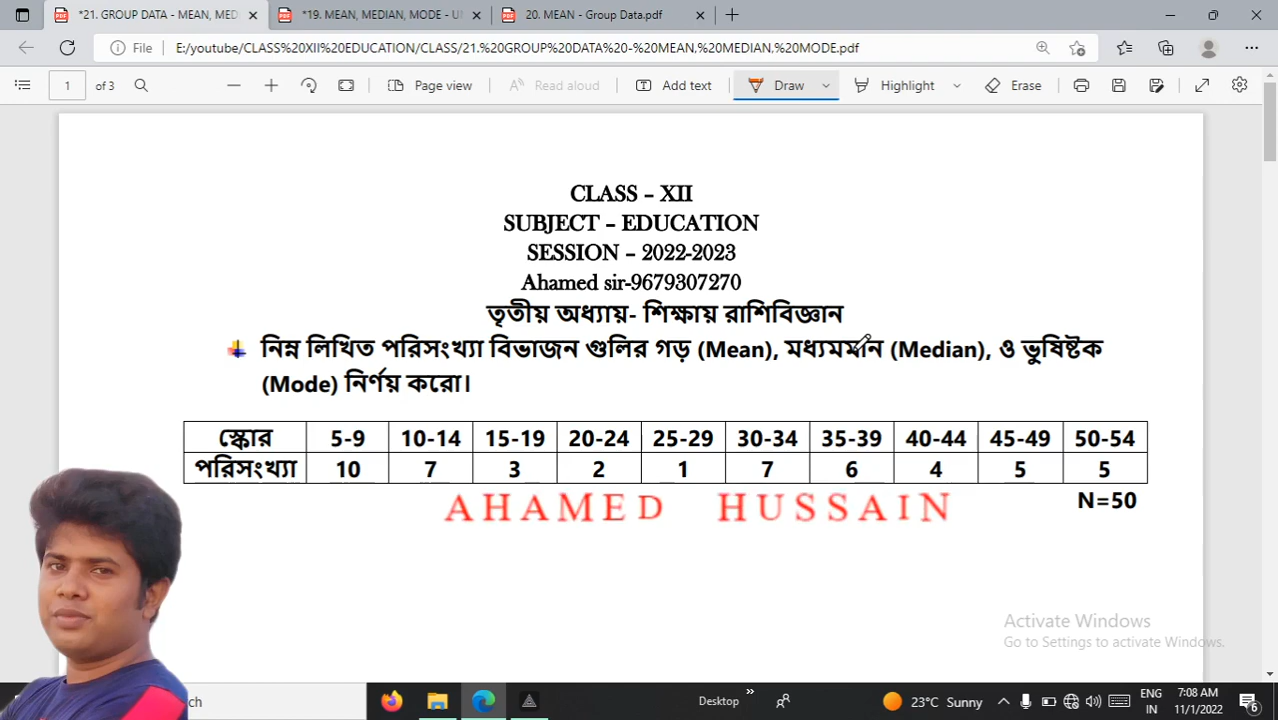 *21. GROUP DATA - MEAN, MED
*19. MEAN, MEDIAN, MODE - U
20. MEAN - Group Data.pdf
File E:/youtube/CLASS%20XII%20EDUCATION/CLASS/21.%20GROUP%20DATA%20-%20MEAN,%20MEDIAN,%20MODE.pdf
1 of 3 Page view Read aloud Add text Draw Highlight Erase
CLASS – XII
SUBJECT – EDUCATION
SESSION – 2022-2023
Ahamed sir-9679307270
তৃতীয় অধ্যায়- শিক্ষায় রাশিবিজ্ঞান
নিম্ন লিখিত পরিসংখ্যা বিভাজন গুলির গড় (Mean), মধ্যমমান (Median), ও ভুষিষ্টক
(Mode) নির্ণয় করো।
স্কোর 5-9 10-14 15-19 20-24 25-29 30-34 35-39 40-44 45-49 50-54
পরিসংখ্যা 10 7 3 2 1 7 6 4 5 5
N=50
AHAMED HUSSAIN
Activate Windows
Go to Settings to activate Windows.
rch Desktop 23°C Sunny ENG 7:08 AM
IN 11/1/2022 6